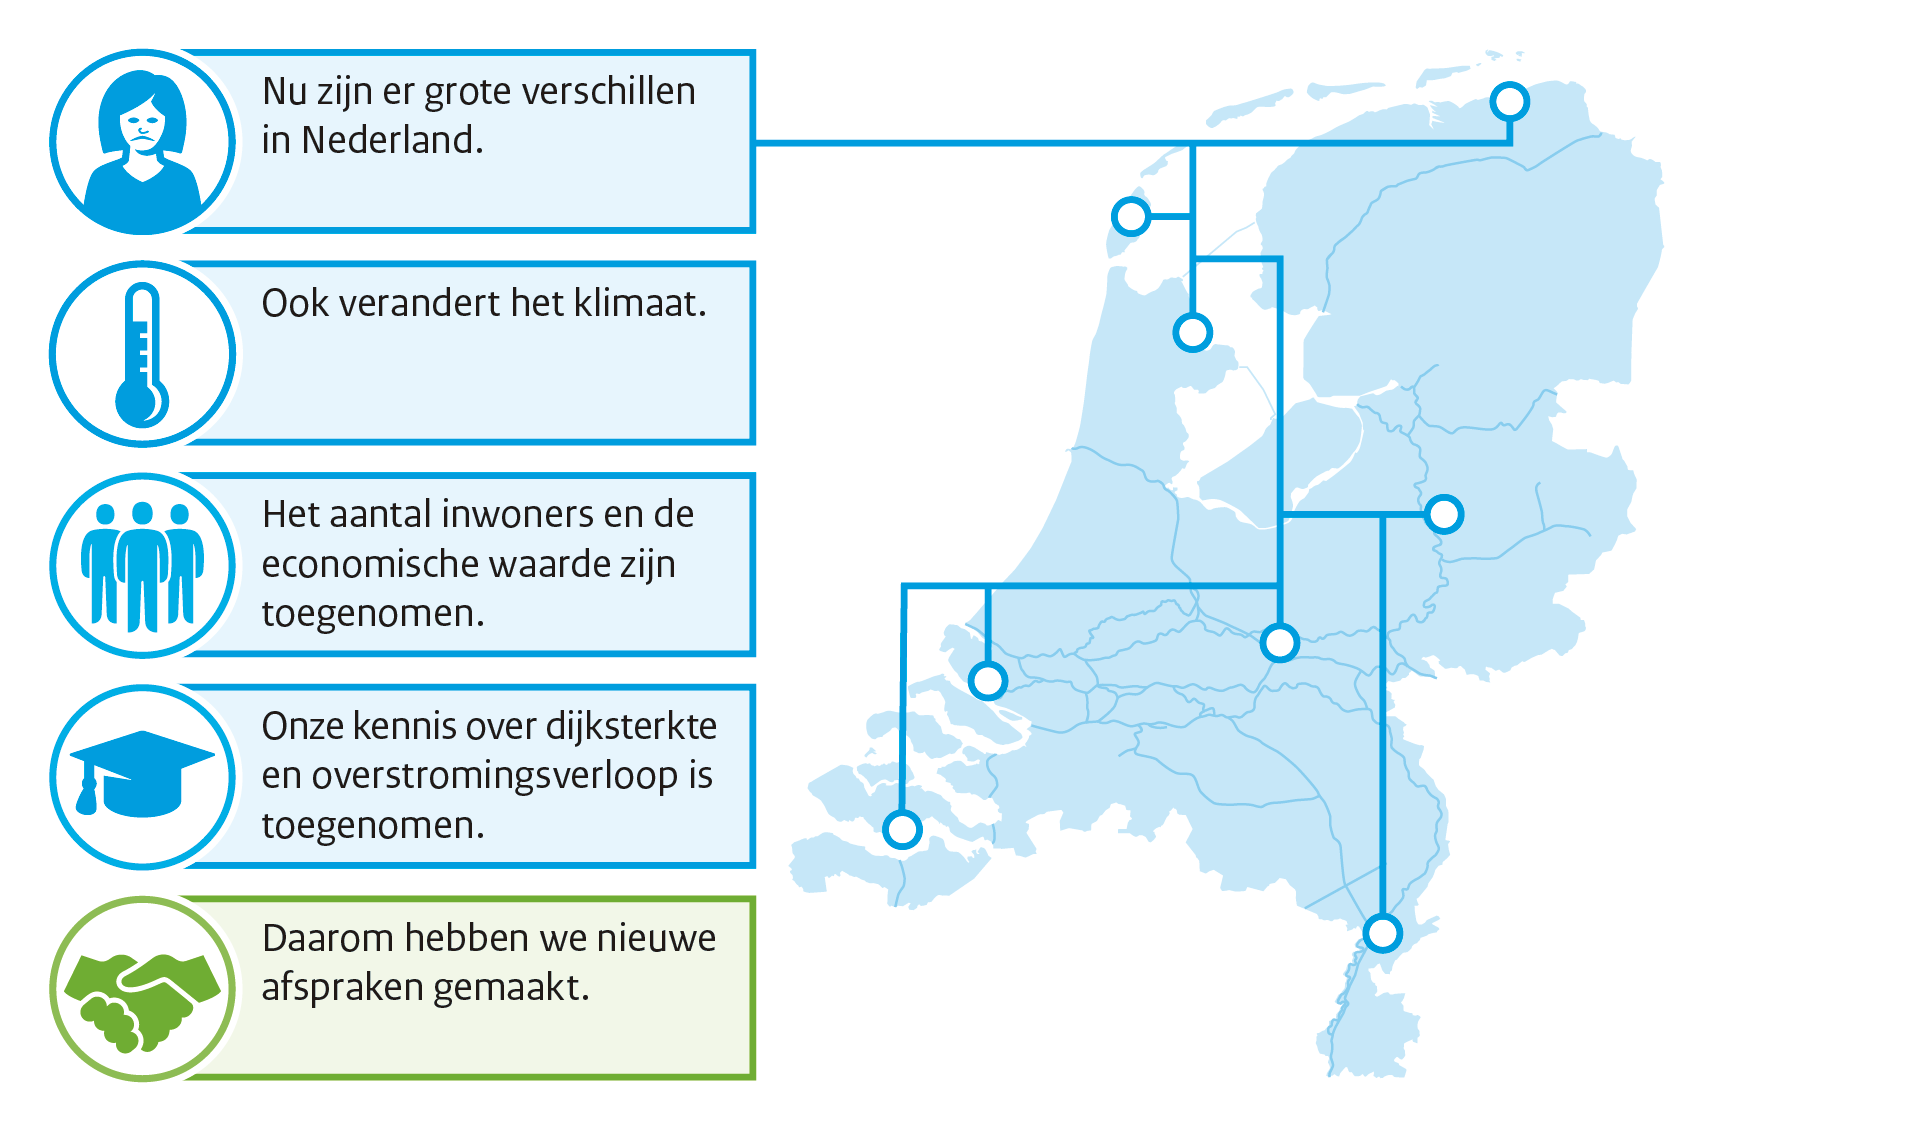 Nu zijn er grote verschillen
in Nederland.
Ook verandert het klimaat.
Het aantal inwoners en de
economische waarde zijn
toegenomen.
Onze kennis over dijksterkte
en overstromingsverloop is
toegenomen.
Daarom hebben we nieuwe
afspraken gemaakt.